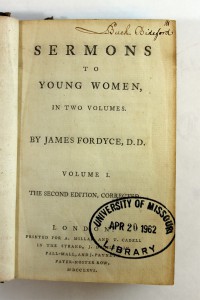 Bideford
SERMONS
TO
YOUNG WOMEN,
IN TWO VOLUMES.
BY JAMES FORDYCE, D.D.
VOLUME I.
THE SECOND EDITION, CORRECTED
LONDON
PRINTED FOR A. MILLAR AND T. CADELL
IN THE STRAND, J.
PALL-MALL, AND J. PAYNE
PATER-NOSTER-ROW.
MDCCLXVI.
UNIVERSITY OF MISSOURI
APR 20 1962
LIBRARY